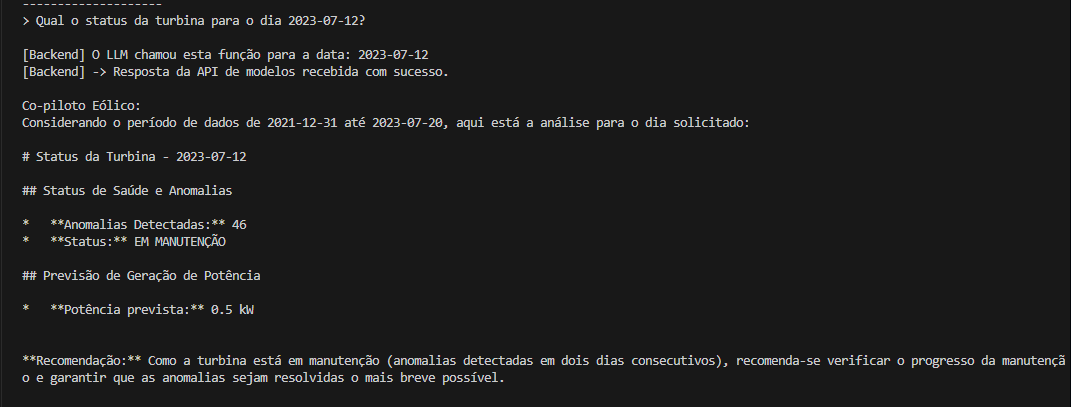 --------------------
> Qual o status da turbina para o dia 2023-07-12?
[Backend] O LLM chamou esta função para a data: 2023-07-12
[Backend] -> Resposta da API de modelos recebida com sucesso.
Co-piloto Eólico:
Considerando o período de dados de 2021-12-31 até 2023-07-20, aqui está a análise para o dia solicitado:
# Status da Turbina - 2023-07-12
## Status de Saúde e Anomalias
*   **Anomalias Detectadas:** 46
*   **Status:** EM MANUTENÇÃO
## Previsão de Geração de Potência
*   **Potência prevista:** 0.5 kW
**Recomendação:** Como a turbina está em manutenção (anomalias detectadas em dois dias consecutivos), recomenda-se verificar o progresso da manutençã
o e garantir que as anomalias sejam resolvidas o mais breve possível.